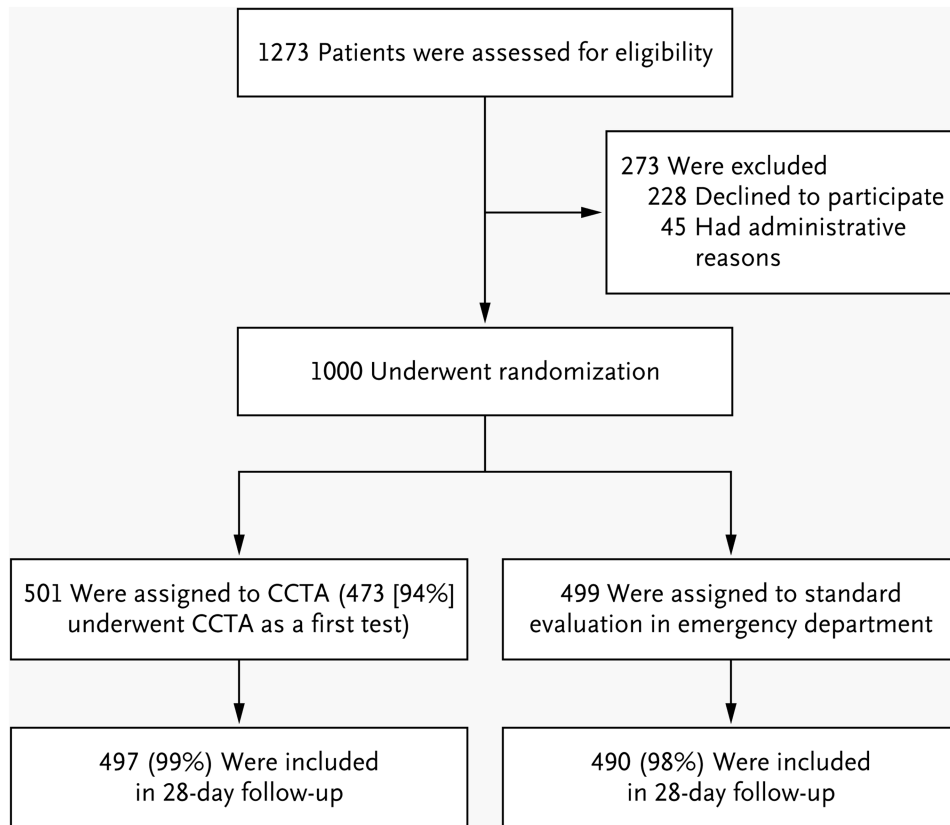 1273 Patients were assessed for eligibility
273 Were excluded
228 Declined to participate
45 Had administrative
reasons
1000 Underwent randomization
501 Were assigned to CCTA (473 [94%]
underwent CCTA as a first test)
499 Were assigned to standard
evaluation in emergency department
497 (99%) Were included
in 28-day follow-up
490 (98%) Were included
in 28-day follow-up